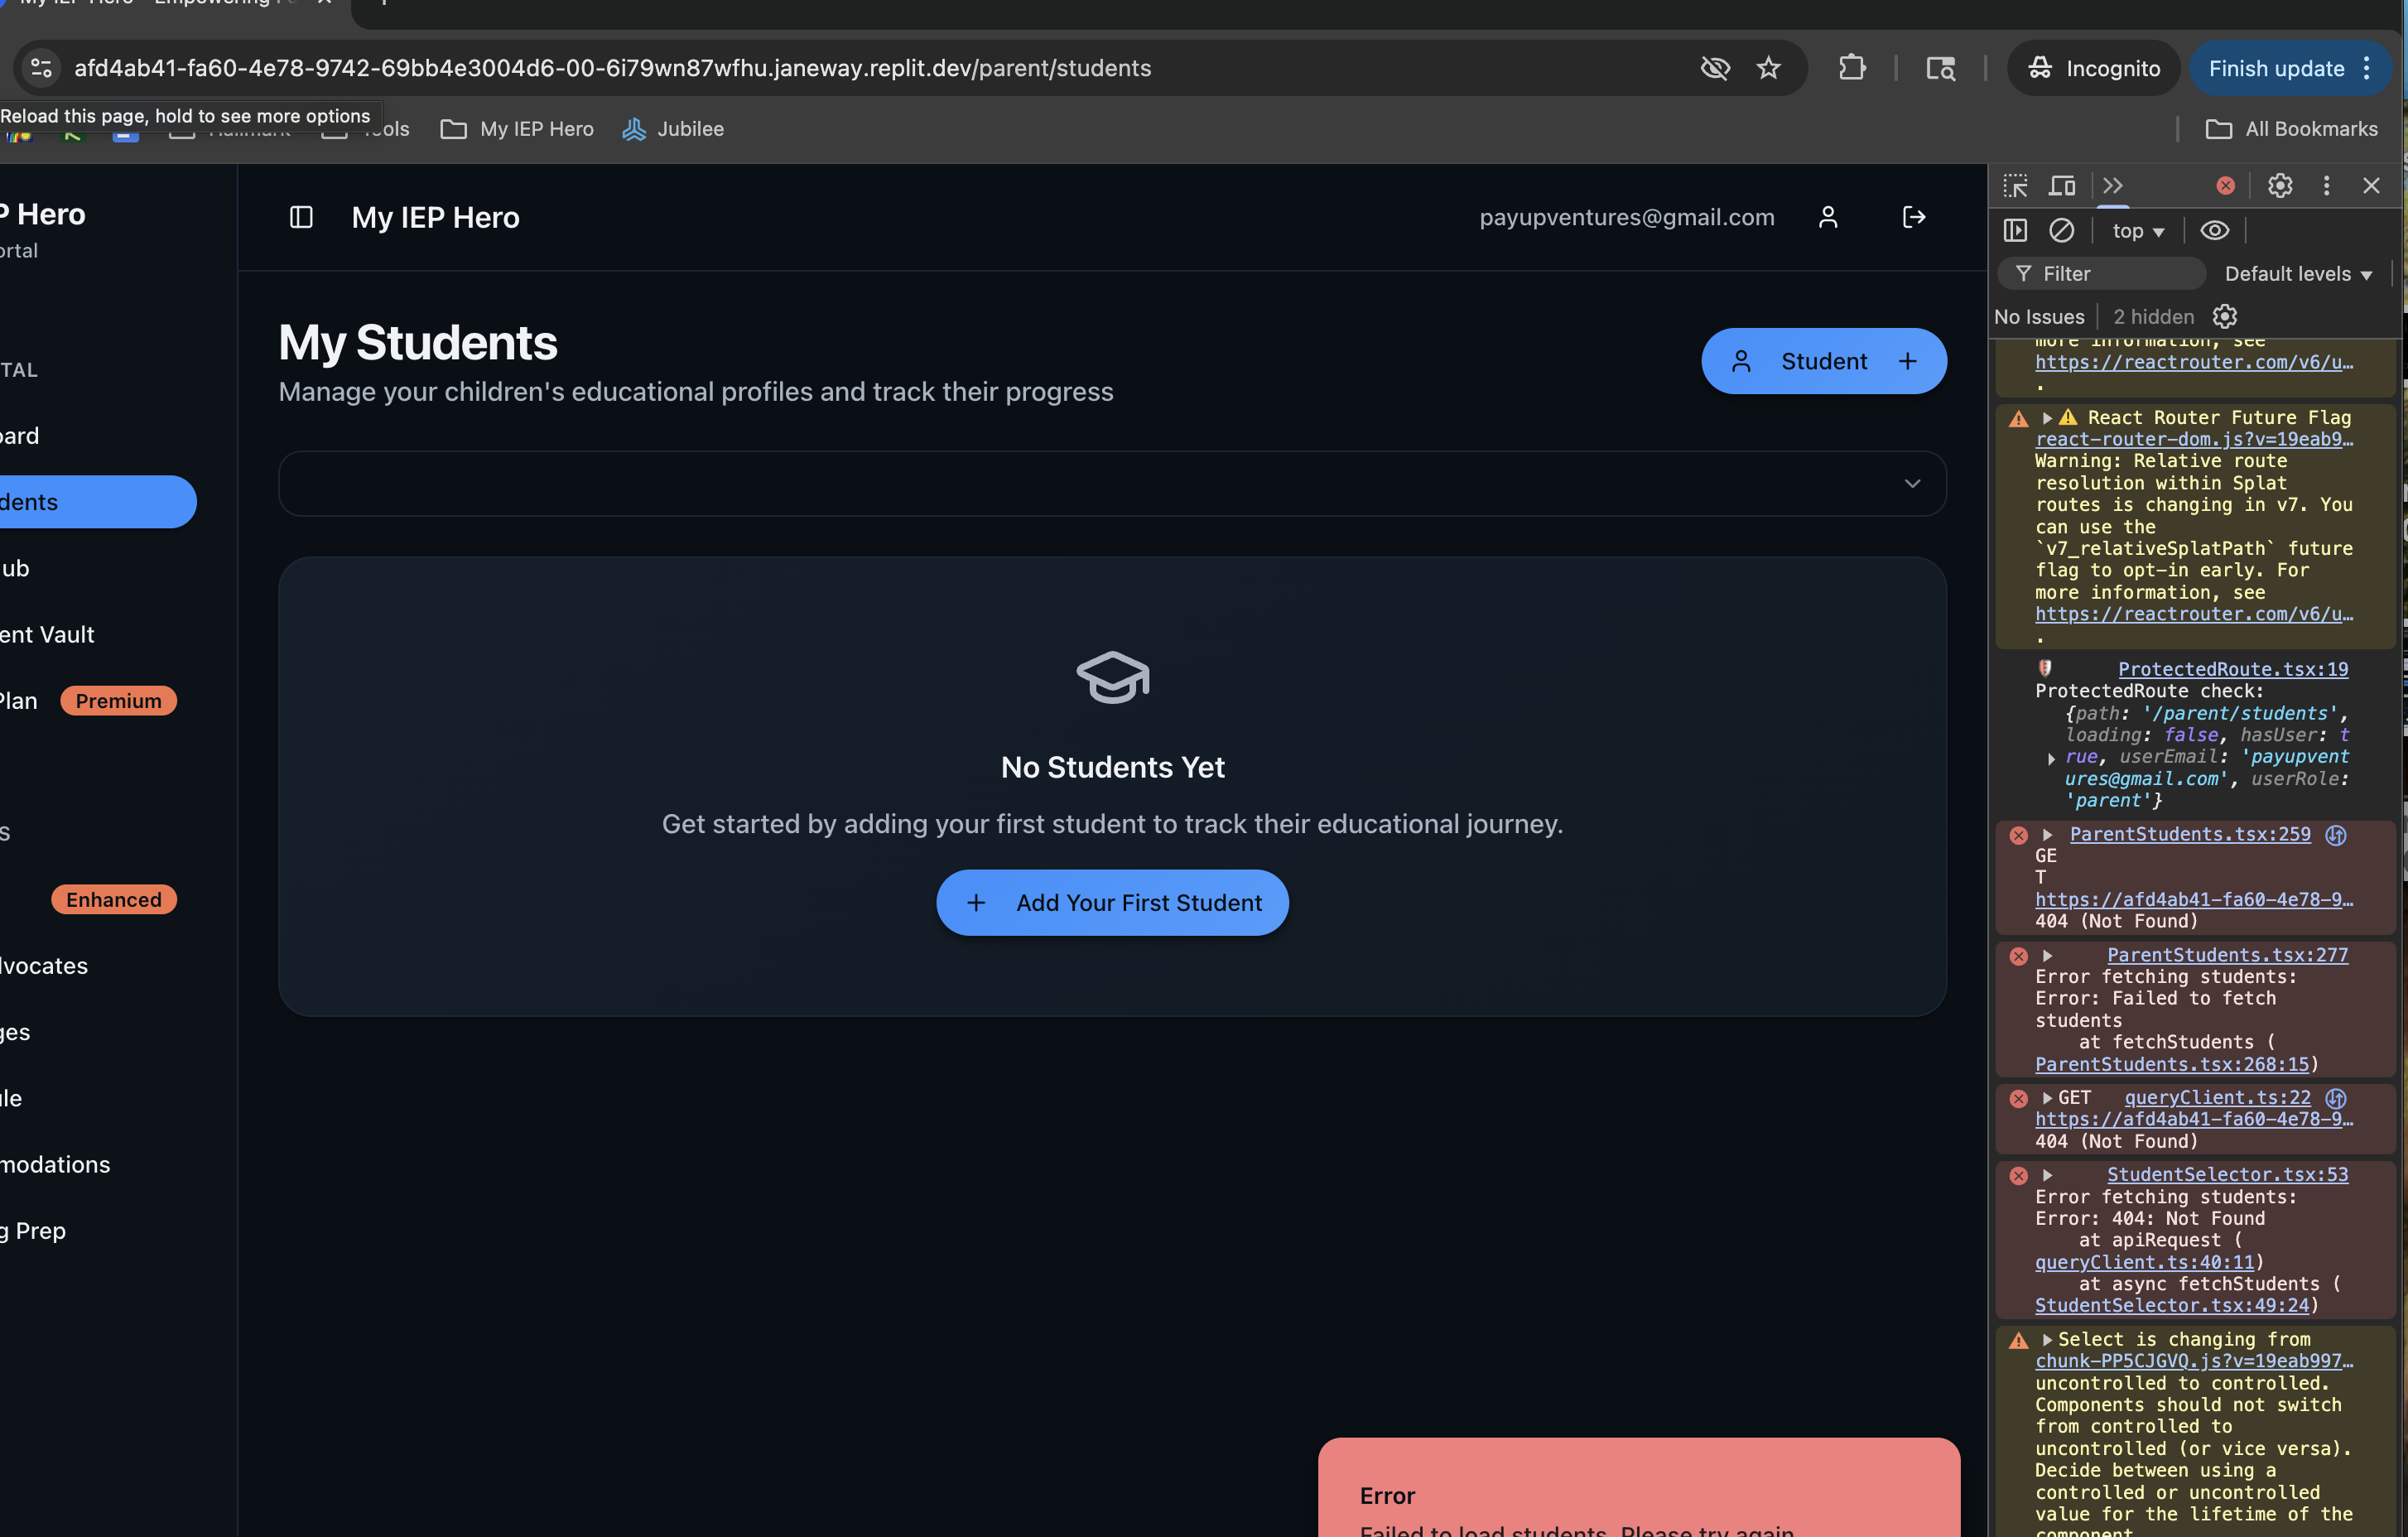 afd4ab41-fa60-4e78-9742-69bb4e3004d6-00-6i79wn87wfhu.janeway.replit.dev/parent/students
Incognito
Finish update
Reload this page, hold to see more options
My IEP Hero
Jubilee
All Bookmarks
P Hero
ortal
TAL
oard
dents
ub
ent Vault
Plan
Premium
s
Enhanced
dvocates
ges
ule
modations
g Prep
My IEP Hero
payupventures@gmail.com
My Students
Manage your children's educational profiles and track their progress
Student +
No Students Yet
Get started by adding your first student to track their educational journey.
+ Add Your First Student
Error
Failed to load students. Please try again.
top
Filter
Default levels
No Issues
2 hidden
more information, see
https://reactrouter.com/v6/u…
.
React Router Future Flag
react-router-dom.js?v=19eab9…
Warning: Relative route
resolution within Splat
routes is changing in v7. You
can use the
`v7_relativeSplatPath` future
flag to opt-in early. For
more information, see
https://reactrouter.com/v6/u…
.
ProtectedRoute.tsx:19
ProtectedRoute check:
{path: '/parent/students',
loading: false, hasUser: t
rue, userEmail: 'payupvent
ures@gmail.com', userRole:
'parent'}
ParentStudents.tsx:259
GE
T
https://afd4ab41-fa60-4e78-9…
404 (Not Found)
ParentStudents.tsx:277
Error fetching students:
Error: Failed to fetch
students
at fetchStudents (
ParentStudents.tsx:268:15)
GET queryClient.ts:22
https://afd4ab41-fa60-4e78-9…
404 (Not Found)
StudentSelector.tsx:53
Error fetching students:
Error: 404: Not Found
at apiRequest (
queryClient.ts:40:11)
at async fetchStudents (
StudentSelector.tsx:49:24)
Select is changing from
chunk-PP5CJGVQ.js?v=19eab997…
uncontrolled to controlled.
Components should not switch
from controlled to
uncontrolled (or vice versa).
Decide between using a
controlled or uncontrolled
value for the lifetime of the
component.